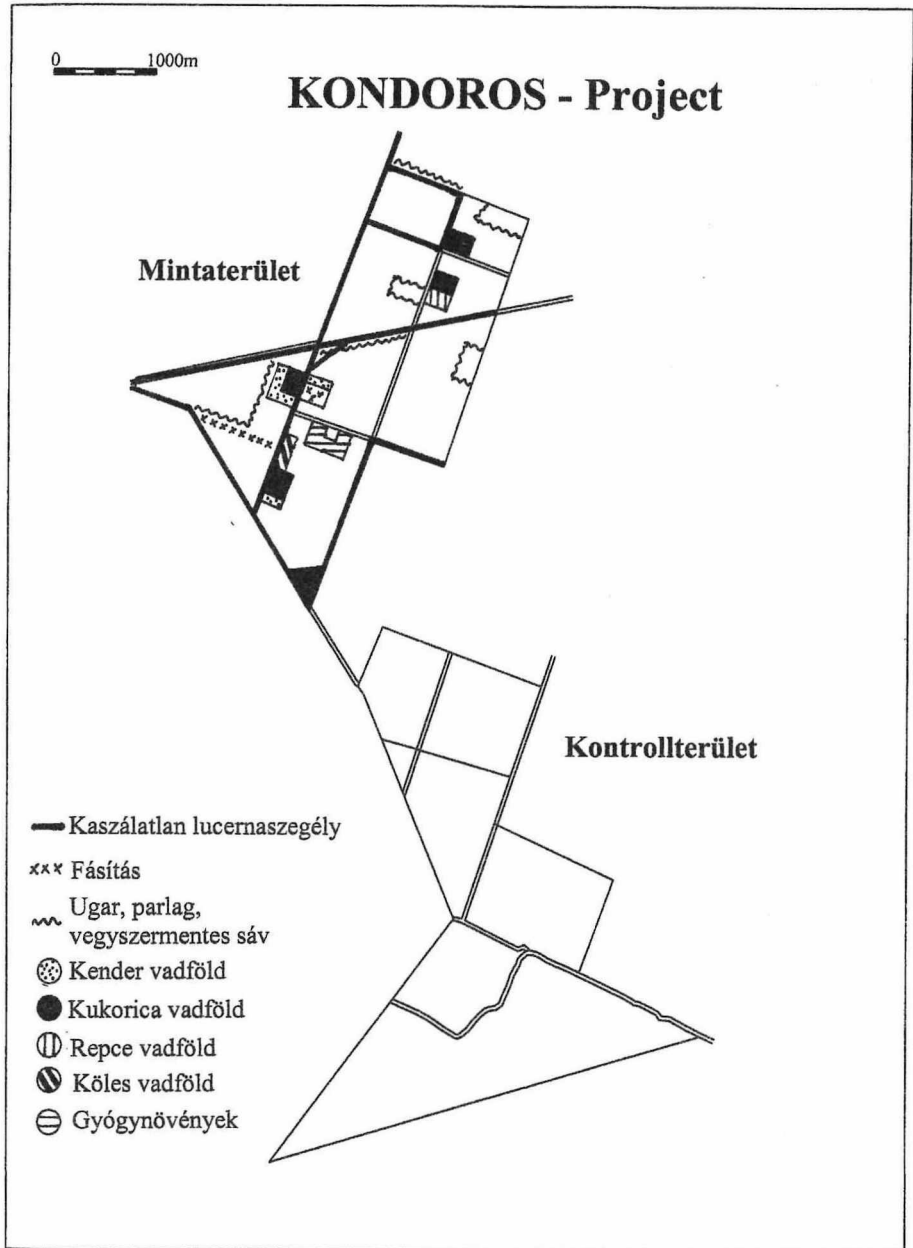 0 1000m
KONDOROS - Project
Mintaterület
Kontrollterület
Kaszálatlan lucernaszegély
Fásítás
Ugar, parlag,
vegyszermentes sáv
Kender vadföld
Kukorica vadföld
Repce vadföld
Köles vadföld
Gyógynövények